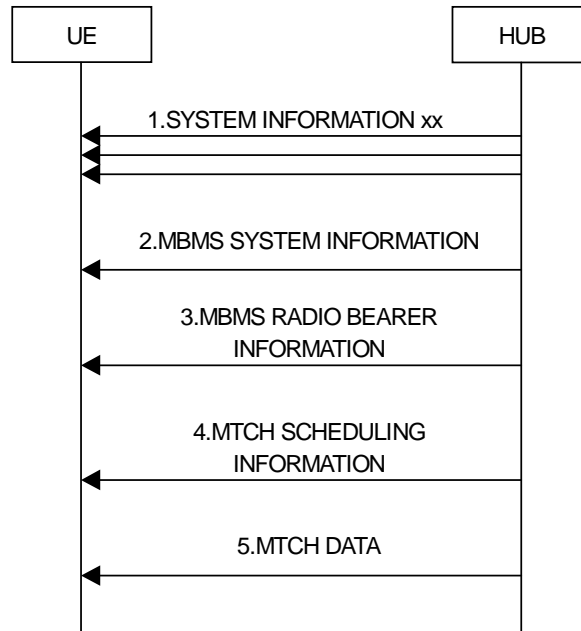 UE
HUB
1.SYSTEM INFORMATION xx
2.MBMS SYSTEM INFORMATION
3.MBMS RADIO BEARER
INFORMATION
4.MTCH SCHEDULING
INFORMATION
5.MTCH DATA